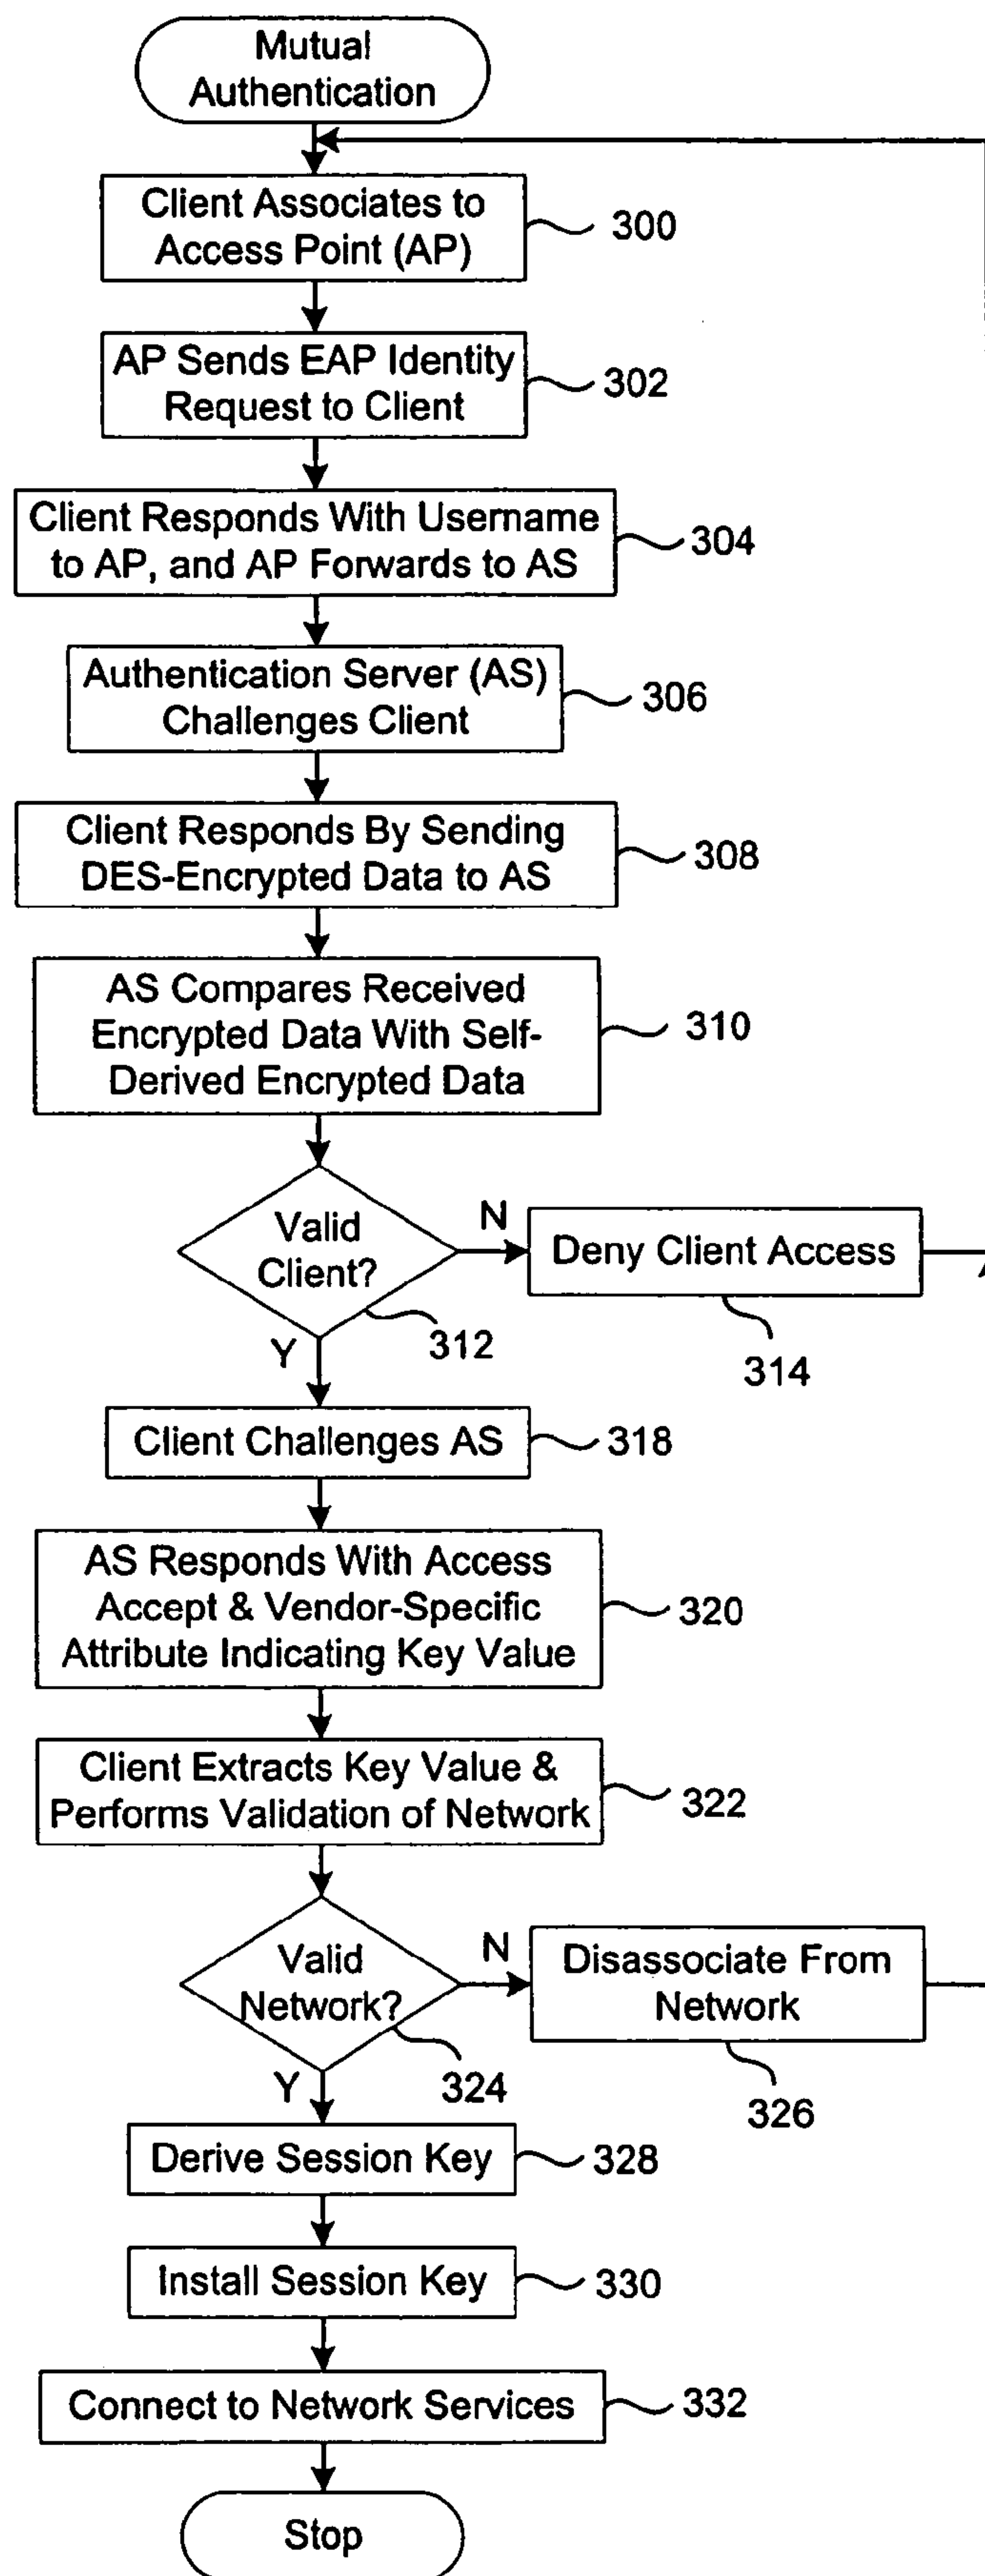 Mutual
Authentication
Client Associates to
Access Point (AP)
300
AP Sends EAP Identity
Request to Client
302
Client Responds With Username
to AP, and AP Forwards to AS
304
Authentication Server (AS)
Challenges Client
306
Client Responds By Sending
DES-Encrypted Data to AS
308
AS Compares Received
Encrypted Data With Self-
Derived Encrypted Data
310
Valid
Client?
312
N
Deny Client Access
314
Y
Client Challenges AS
318
AS Responds With Access
Accept & Vendor-Specific
Attribute Indicating Key Value
320
Client Extracts Key Value &
Performs Validation of Network
322
Valid
Network?
324
N
Disassociate From
Network
326
Y
Derive Session Key
328
Install Session Key
330
Connect to Network Services
332
Stop